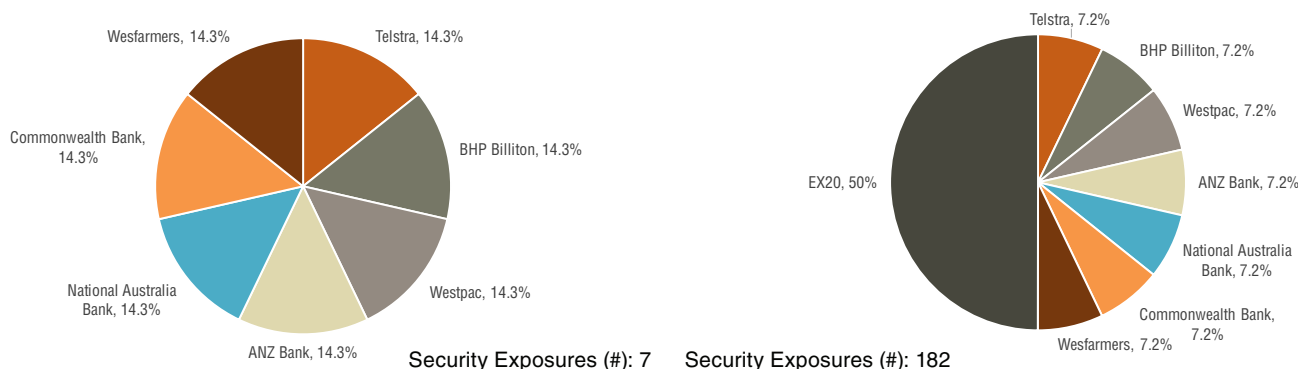 Wesfarmers, 14.3%
Telstra, 14.3%
Commonwealth Bank,
14.3%
BHP Billiton, 14.3%
National Australia
Bank, 14.3%
Westpac, 14.3%
ANZ Bank, 14.3%
Security Exposures (#): 7
Telstra, 7.2%
BHP Billiton, 7.2%
Westpac, 7.2%
EX20, 50%
ANZ Bank, 7.2%
National Australia
Bank, 7.2%
Commonwealth Bank,
7.2%
Wesfarmers, 7.2%
Security Exposures (#): 182